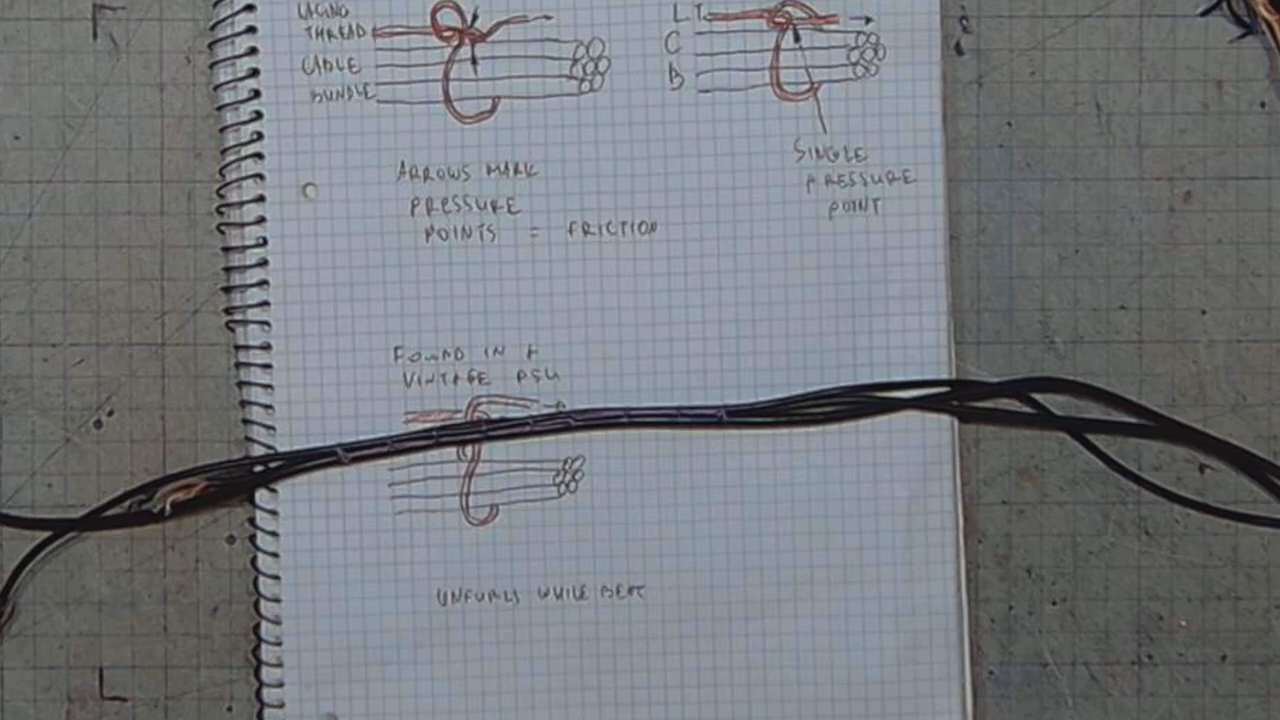 LACING
THREAD
CABLE
BUNDLE
L T
C
B
ARROWS MARK
PRESSURE
POINTS = FRICTION
SINGLE
PRESSURE
POINT
FOUND IN A
VINTAGE PSU
UNFURLS WHILE BENT
L